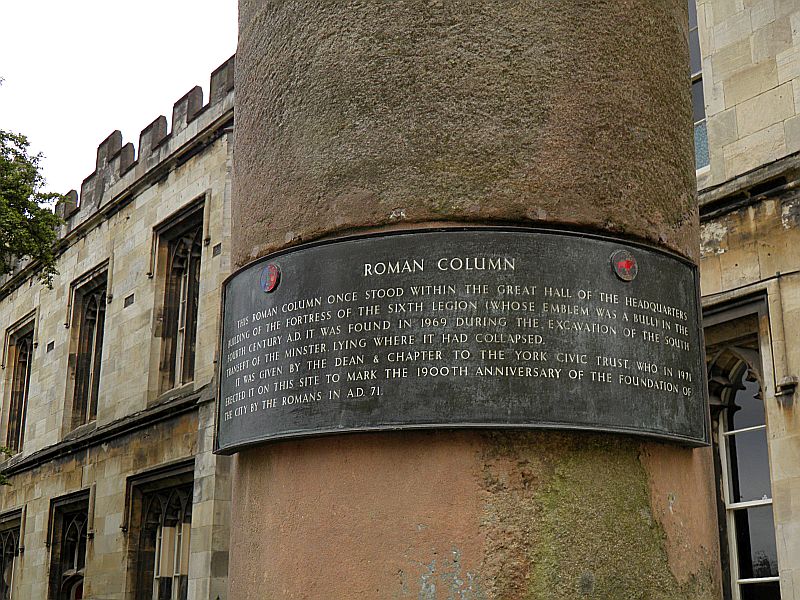 ROMAN COLUMN
THIS ROMAN COLUMN ONCE STOOD WITHIN THE GREAT HALL OF THE HEADQUARTERS
BUILDING OF THE FORTRESS OF THE SIXTH LEGION (WHOSE EMBLEM WAS A BULL) IN THE
FOURTH CENTURY A.D. IT WAS FOUND IN 1969 DURING THE EXCAVATION OF THE SOUTH
TRANSEPT OF THE MINSTER, LYING WHERE IT HAD COLLAPSED.
IT WAS GIVEN BY THE DEAN & CHAPTER TO THE YORK CIVIC TRUST, WHO IN 1971
ERECTED IT ON THIS SITE TO MARK THE 1900TH ANNIVERSARY OF THE FOUNDATION OF
THE CITY BY THE ROMANS IN A.D. 71.